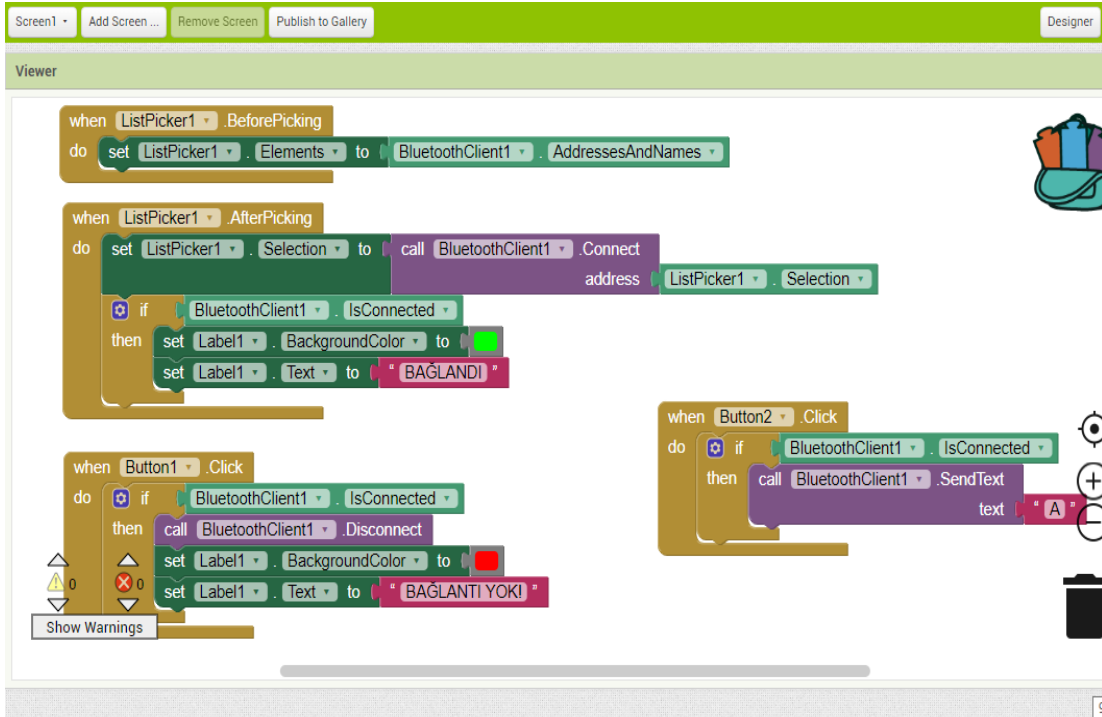 Screen1 Add Screen ... Remove Screen Publish to Gallery Designer
Viewer
when ListPicker1 .BeforePicking
do set ListPicker1 . Elements to BluetoothClient1 . AddressesAndNames
when ListPicker1 .AfterPicking
do set ListPicker1 . Selection to call BluetoothClient1 .Connect
address ListPicker1 . Selection
if BluetoothClient1 . IsConnected
then set Label1 . BackgroundColor to
set Label1 . Text to " BAĞLANDI "
when Button2 .Click
do if BluetoothClient1 . IsConnected
then call BluetoothClient1 .SendText
text " A "
when Button1 .Click
do if BluetoothClient1 . IsConnected
then call BluetoothClient1 .Disconnect
set Label1 . BackgroundColor to
set Label1 . Text to " BAĞLANTI YOK! "
0 0
Show Warnings